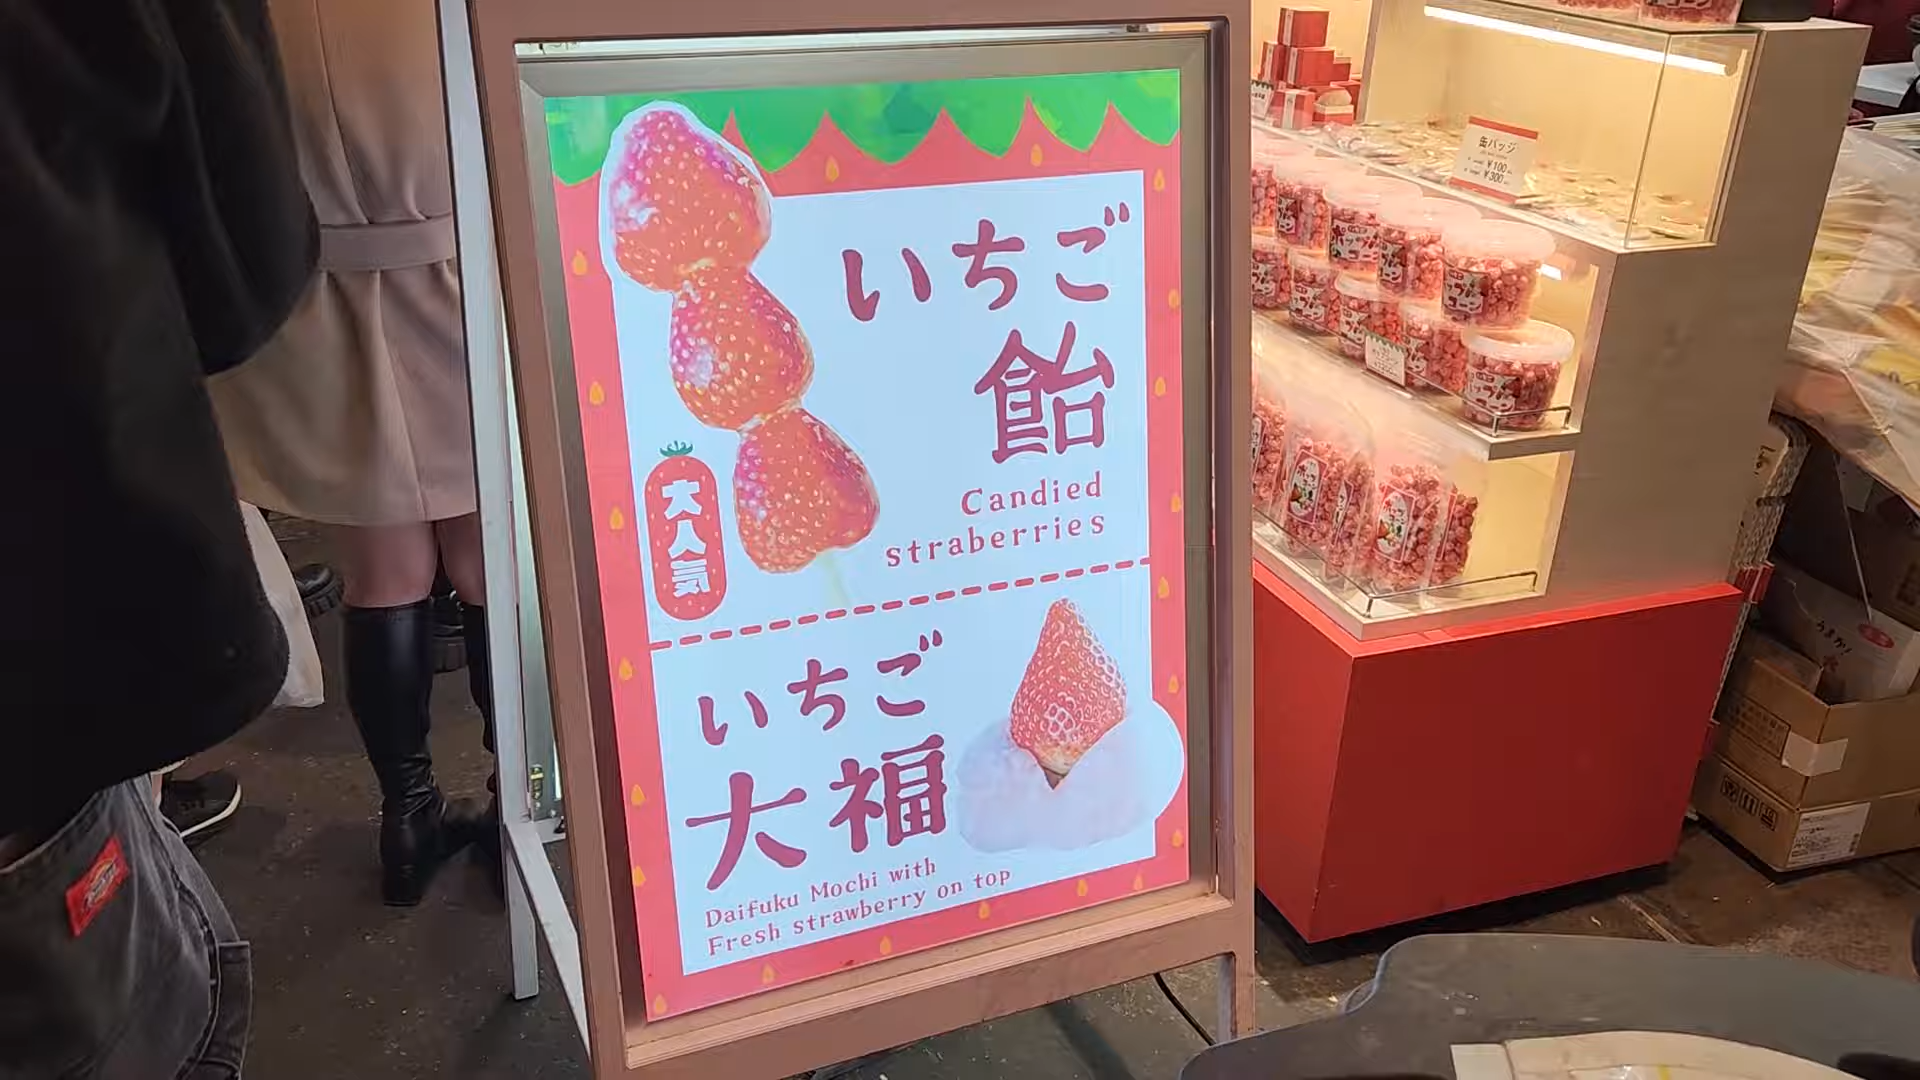 いちご
飴
Candied
straberries
大人気
いちご
大福
Daifuku Mochi with
Fresh strawberry on top
缶バッジ
¥100
¥300
Dickies